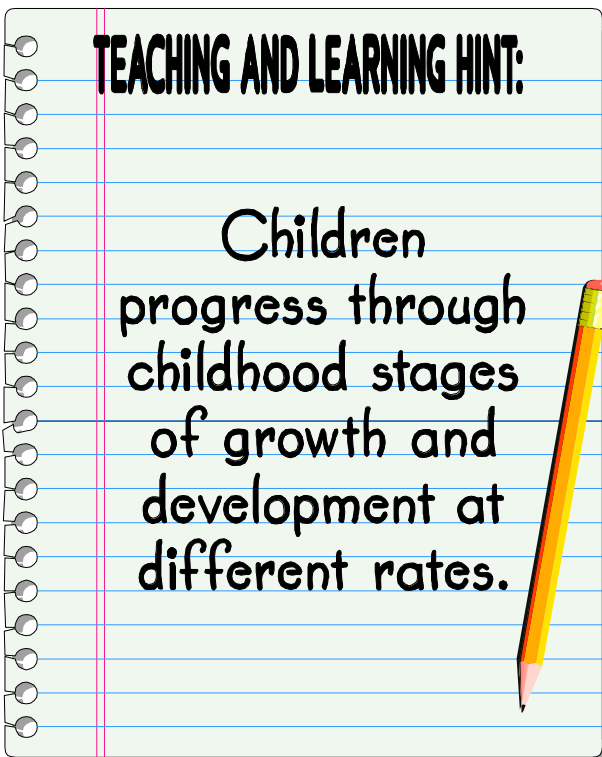 TEACHING AND LEARNING HINT:
Children
progress through
childhood stages
of growth and
development at
different rates.